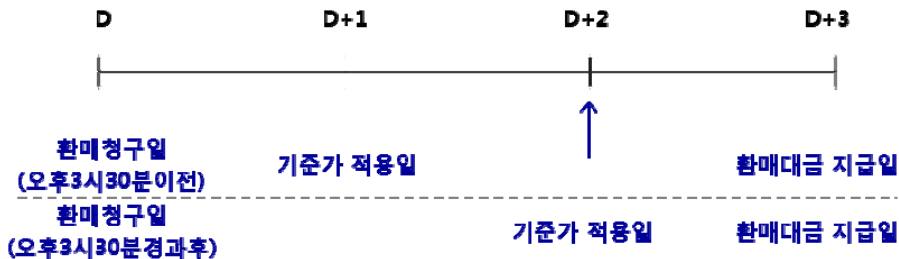 D D+1 D+2 D+3
환매청구일
(오후3시30분이전) 기준가 적용일 환매대금 지급일
환매청구일
(오후3시30분경과후) 기준가 적용일 환매대금 지급일